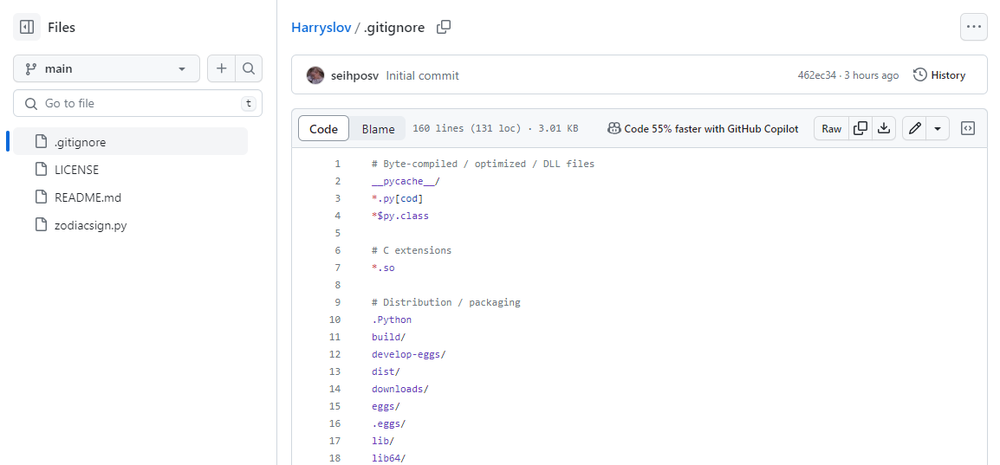 Files
main
Go to file
t
.gitignore
LICENSE
README.md
zodiacsign.py
Harryslov / .gitignore
seihposv Initial commit
462ec34 · 3 hours ago
History
Code
Blame
160 lines (131 loc) · 3.01 KB
Code 55% faster with GitHub Copilot
Raw
1 # Byte-compiled / optimized / DLL files
2 __pycache__/
3 *.py[cod]
4 *$py.class
5
6 # C extensions
7 *.so
8
9 # Distribution / packaging
10 .Python
11 build/
12 develop-eggs/
13 dist/
14 downloads/
15 eggs/
16 .eggs/
17 lib/
18 lib64/